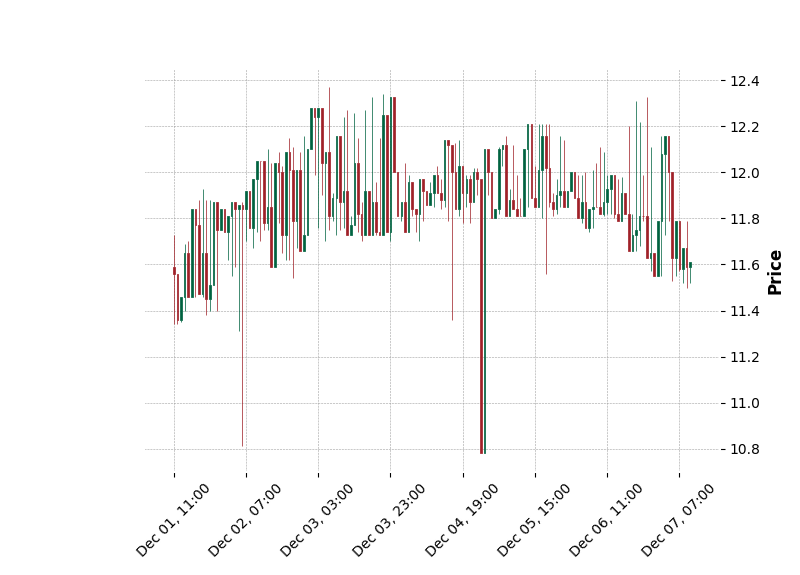 12.4
12.2
12.0
11.8
11.6
11.4
11.2
11.0
10.8
Price
Dec 01, 11:00
Dec 02, 07:00
Dec 03, 03:00
Dec 03, 23:00
Dec 04, 19:00
Dec 05, 15:00
Dec 06, 11:00
Dec 07, 07:00